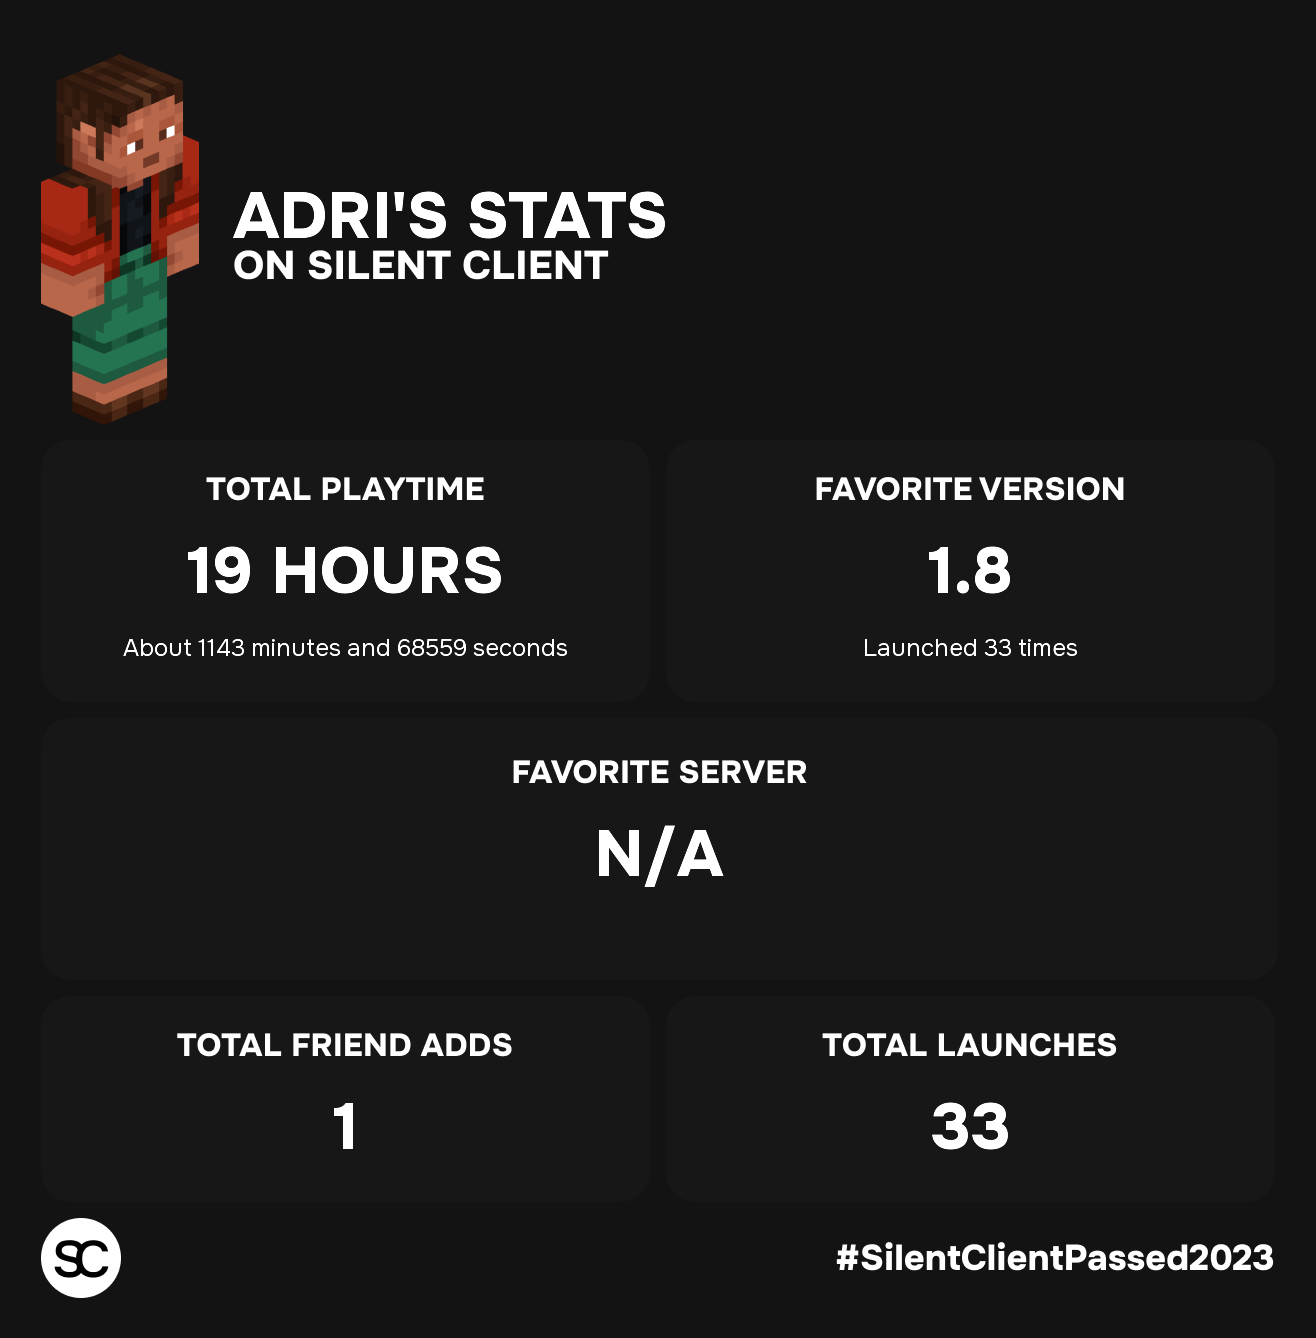 ADRI'S STATS
ON SILENT CLIENT
TOTAL PLAYTIME
19 HOURS
About 1143 minutes and 68559 seconds
FAVORITE VERSION
1.8
Launched 33 times
FAVORITE SERVER
N/A
TOTAL FRIEND ADDS
1
TOTAL LAUNCHES
33
SC
#SilentClientPassed2023